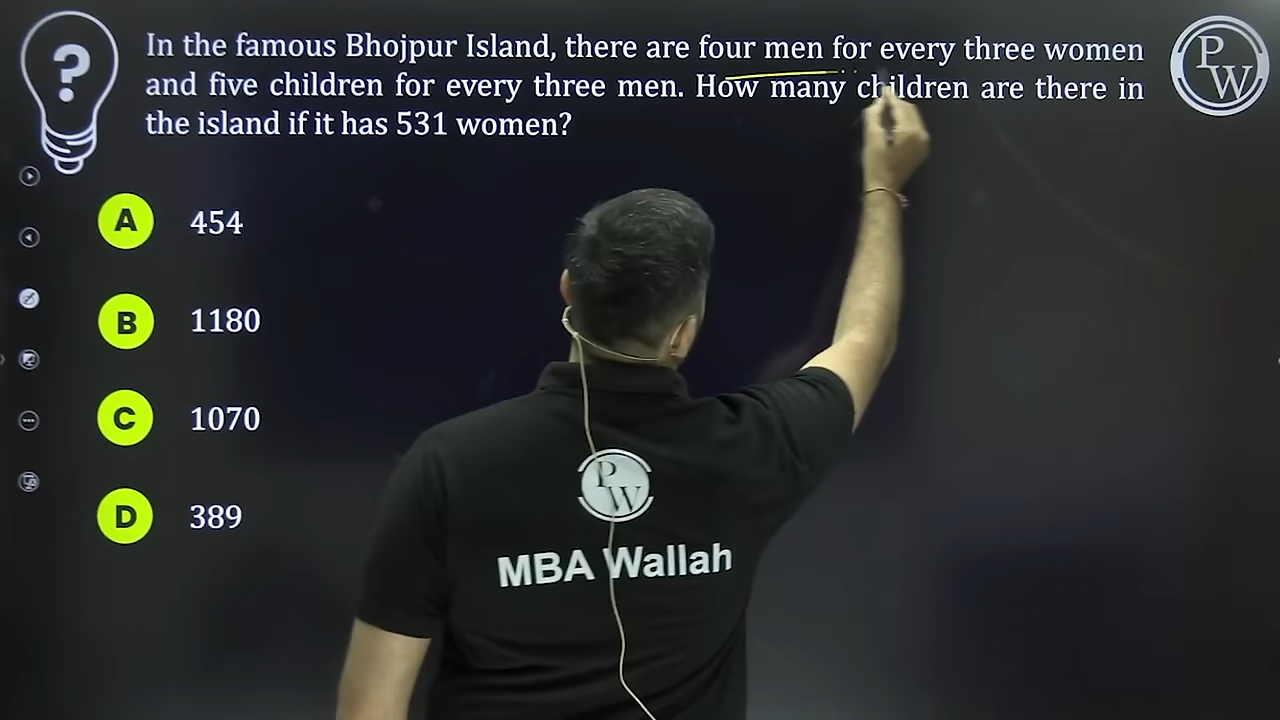 In the famous Bhojpur Island, there are four men for every three women
and five children for every three men. How many children are there in
the island if it has 531 women?
A 454
B 1180
C 1070
D 389
PW
PW
MBA Wallah